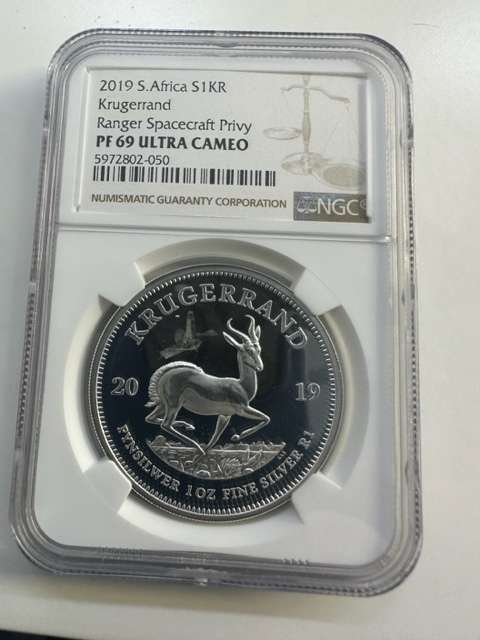 2019 S.Africa S1KR
Krugerrand
Ranger Spacecraft Privy
PF 69 ULTRA CAMEO
5972802-050
NUMISMATIC GUARANTY CORPORATION
NGC
KRUGERRAND
20 19
FYNSILWER 1 OZ FINE SILVER R1